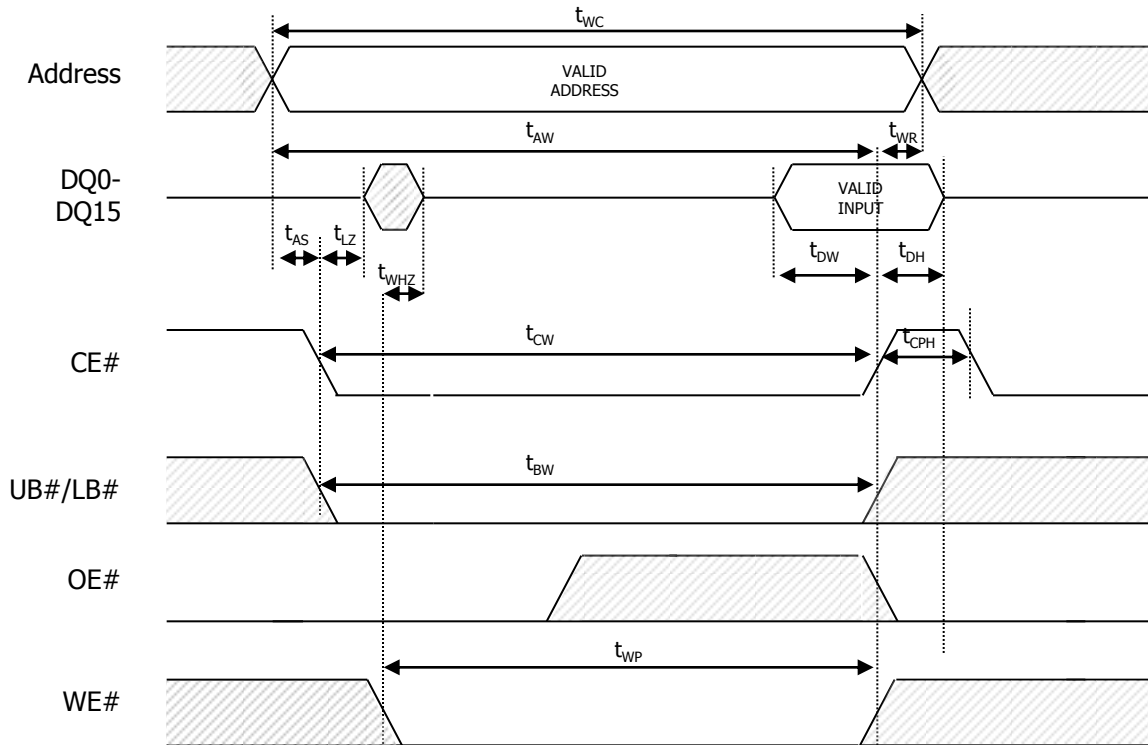 tWC
Address
VALID
ADDRESS
tAW
tWR
DQ0-
DQ15
VALID
INPUT
tAS
tLZ
tDW
tDH
tWHZ
CE#
tCW
tCPH
UB#/LB#
tBW
OE#
tWP
WE#